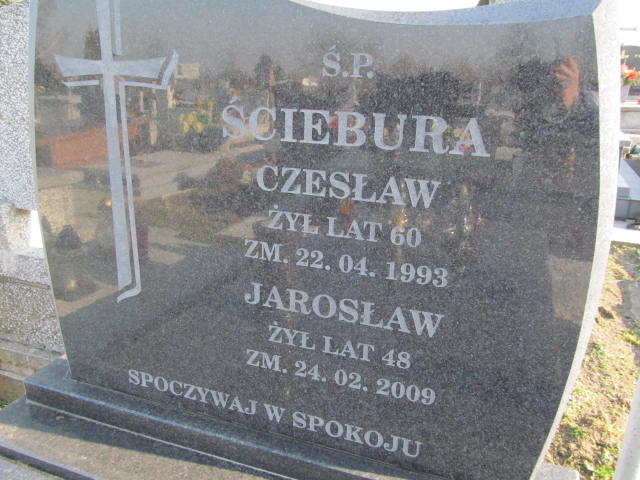 Ś.P.
ŚCIEBURA
CZESŁAW
ŻYŁ LAT 60
ZM. 22. 04. 1993
JAROSŁAW
ŻYŁ LAT 48
ZM. 24. 02. 2009
SPOCZYWAJ W SPOKOJU